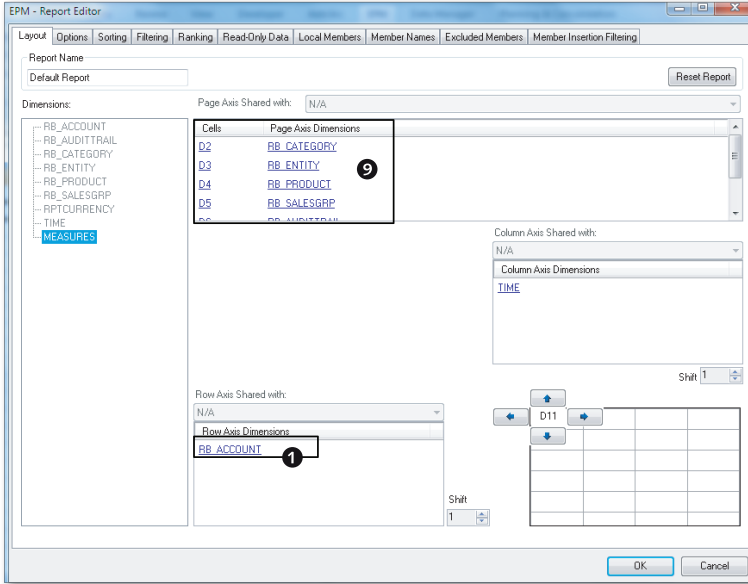 EPM - Report Editor
Layout Options Sorting Filtering Ranking Read-Only Data Local Members Member Names Excluded Members Member Insertion Filtering
Report Name
Default Report
Reset Report
Dimensions:
Page Axis Shared with: N/A
RB_ACCOUNT
RB_AUDITTRAIL
RB_CATEGORY
RB_ENTITY
RB_PRODUCT
RB_SALESGRP
RPTCURRENCY
TIME
MEASURES
Cells Page Axis Dimensions
D2 RB_CATEGORY
D3 RB_ENTITY
D4 RB_PRODUCT
D5 RB_SALESGRP
D6 RB_AUDITTRAIL
9
Column Axis Shared with:
N/A
Column Axis Dimensions
TIME
Shift 1
Row Axis Shared with:
N/A
Row Axis Dimensions
RB_ACCOUNT
1
Shift
1
D11
OK Cancel